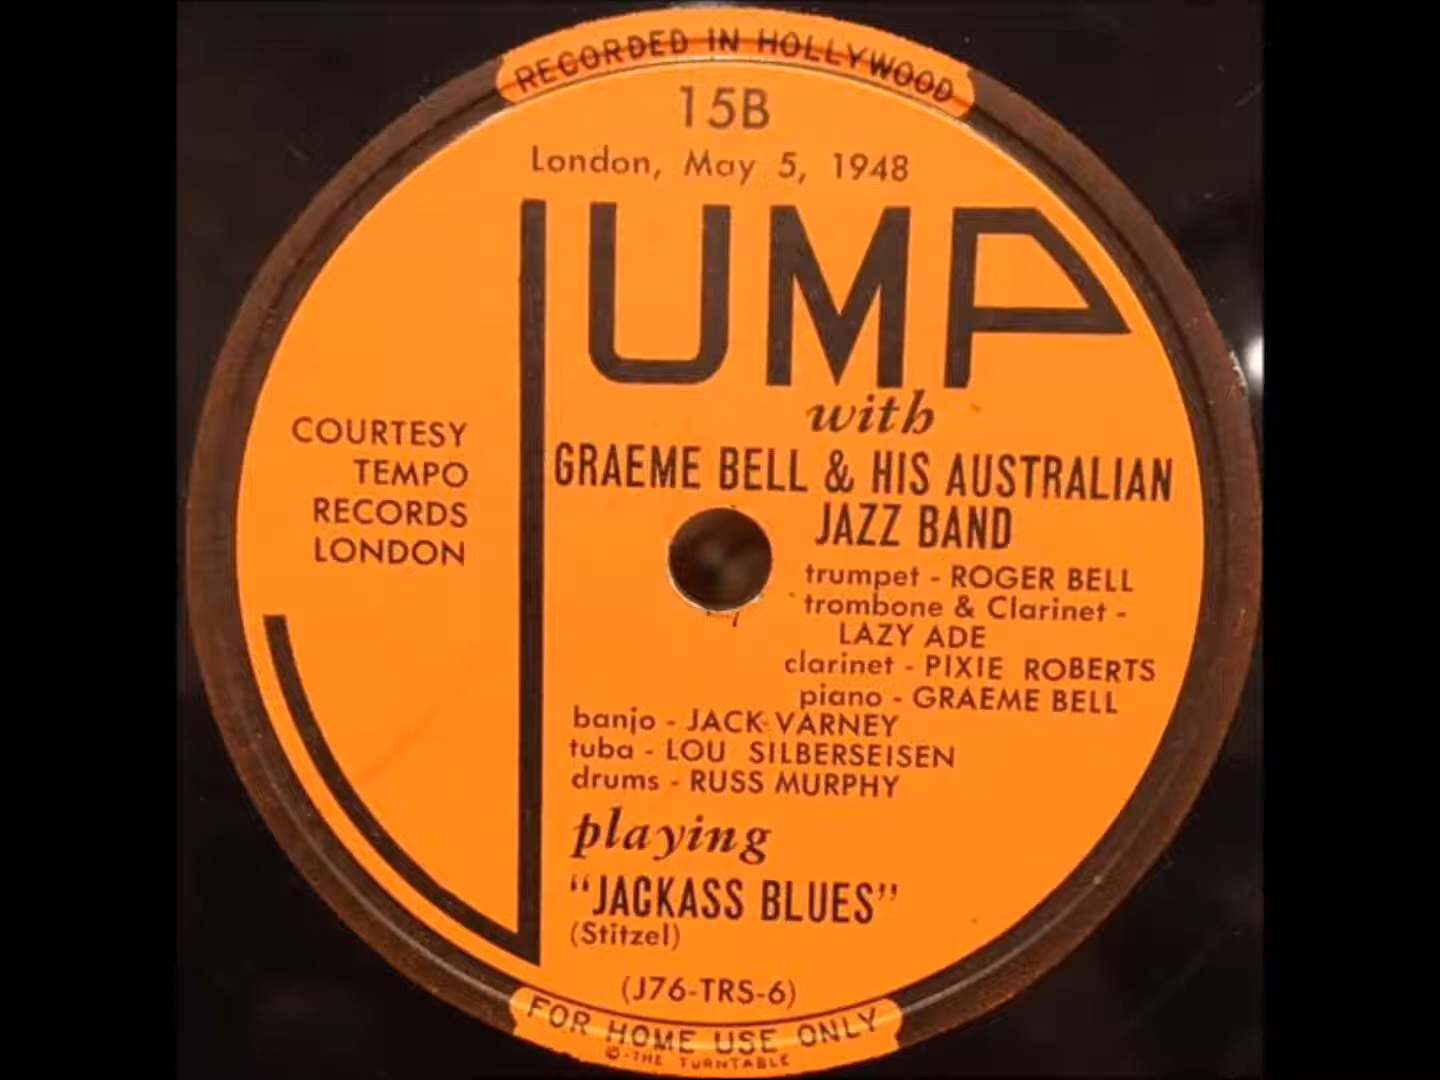 RECORDED IN HOLLYWOOD
15B
London, May 5, 1948
JUMP
with
GRAEME BELL & HIS AUSTRALIAN
JAZZ BAND
COURTESY
TEMPO
RECORDS
LONDON
trumpet - ROGER BELL
trombone & Clarinet -
LAZY ADE
clarinet - PIXIE ROBERTS
piano - GRAEME BELL
banjo - JACK VARNEY
tuba - LOU SILBERSEISEN
drums - RUSS MURPHY
playing
"JACKASS BLUES"
(Stitzel)
(J76-TRS-6)
FOR HOME USE ONLY
©-THE TURNTABLE